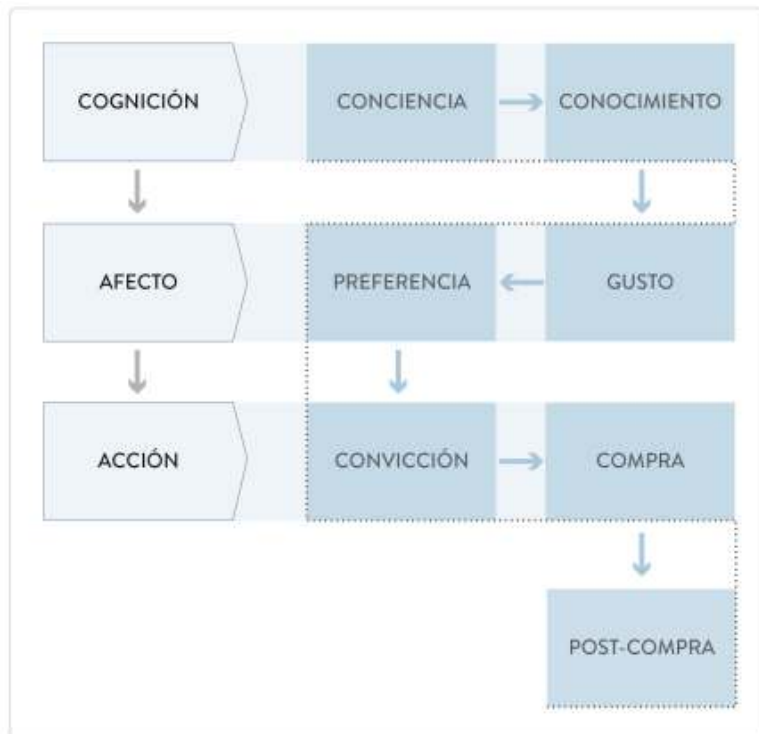 COGNICIÓN
CONCIENCIA
CONOCIMIENTO
AFECTO
PREFERENCIA
GUSTO
ACCIÓN
CONVICCIÓN
COMPRA
POST-COMPRA